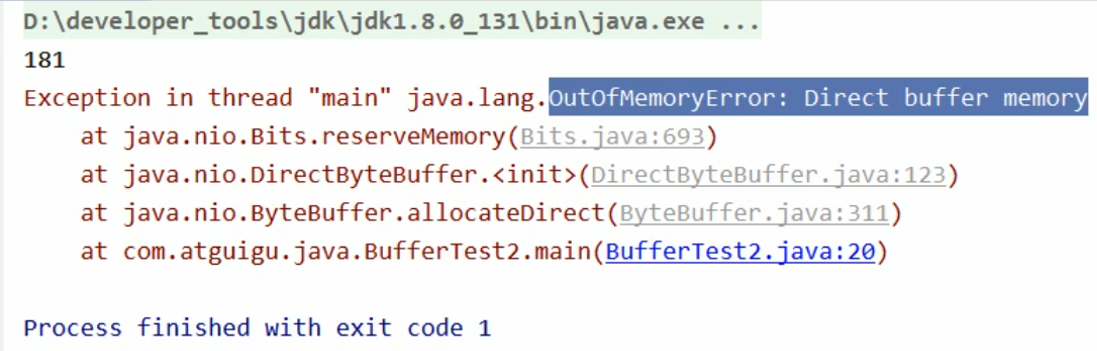 D:\developer_tools\jdk\jdk1.8.0_131\bin\java.exe ...
181
Exception in thread "main" java.lang.OutOfMemoryError: Direct buffer memory
    at java.nio.Bits.reserveMemory(Bits.java:693)
    at java.nio.DirectByteBuffer.<init>(DirectByteBuffer.java:123)
    at java.nio.ByteBuffer.allocateDirect(ByteBuffer.java:311)
    at com.atguigu.java.BufferTest2.main(BufferTest2.java:20)
Process finished with exit code 1